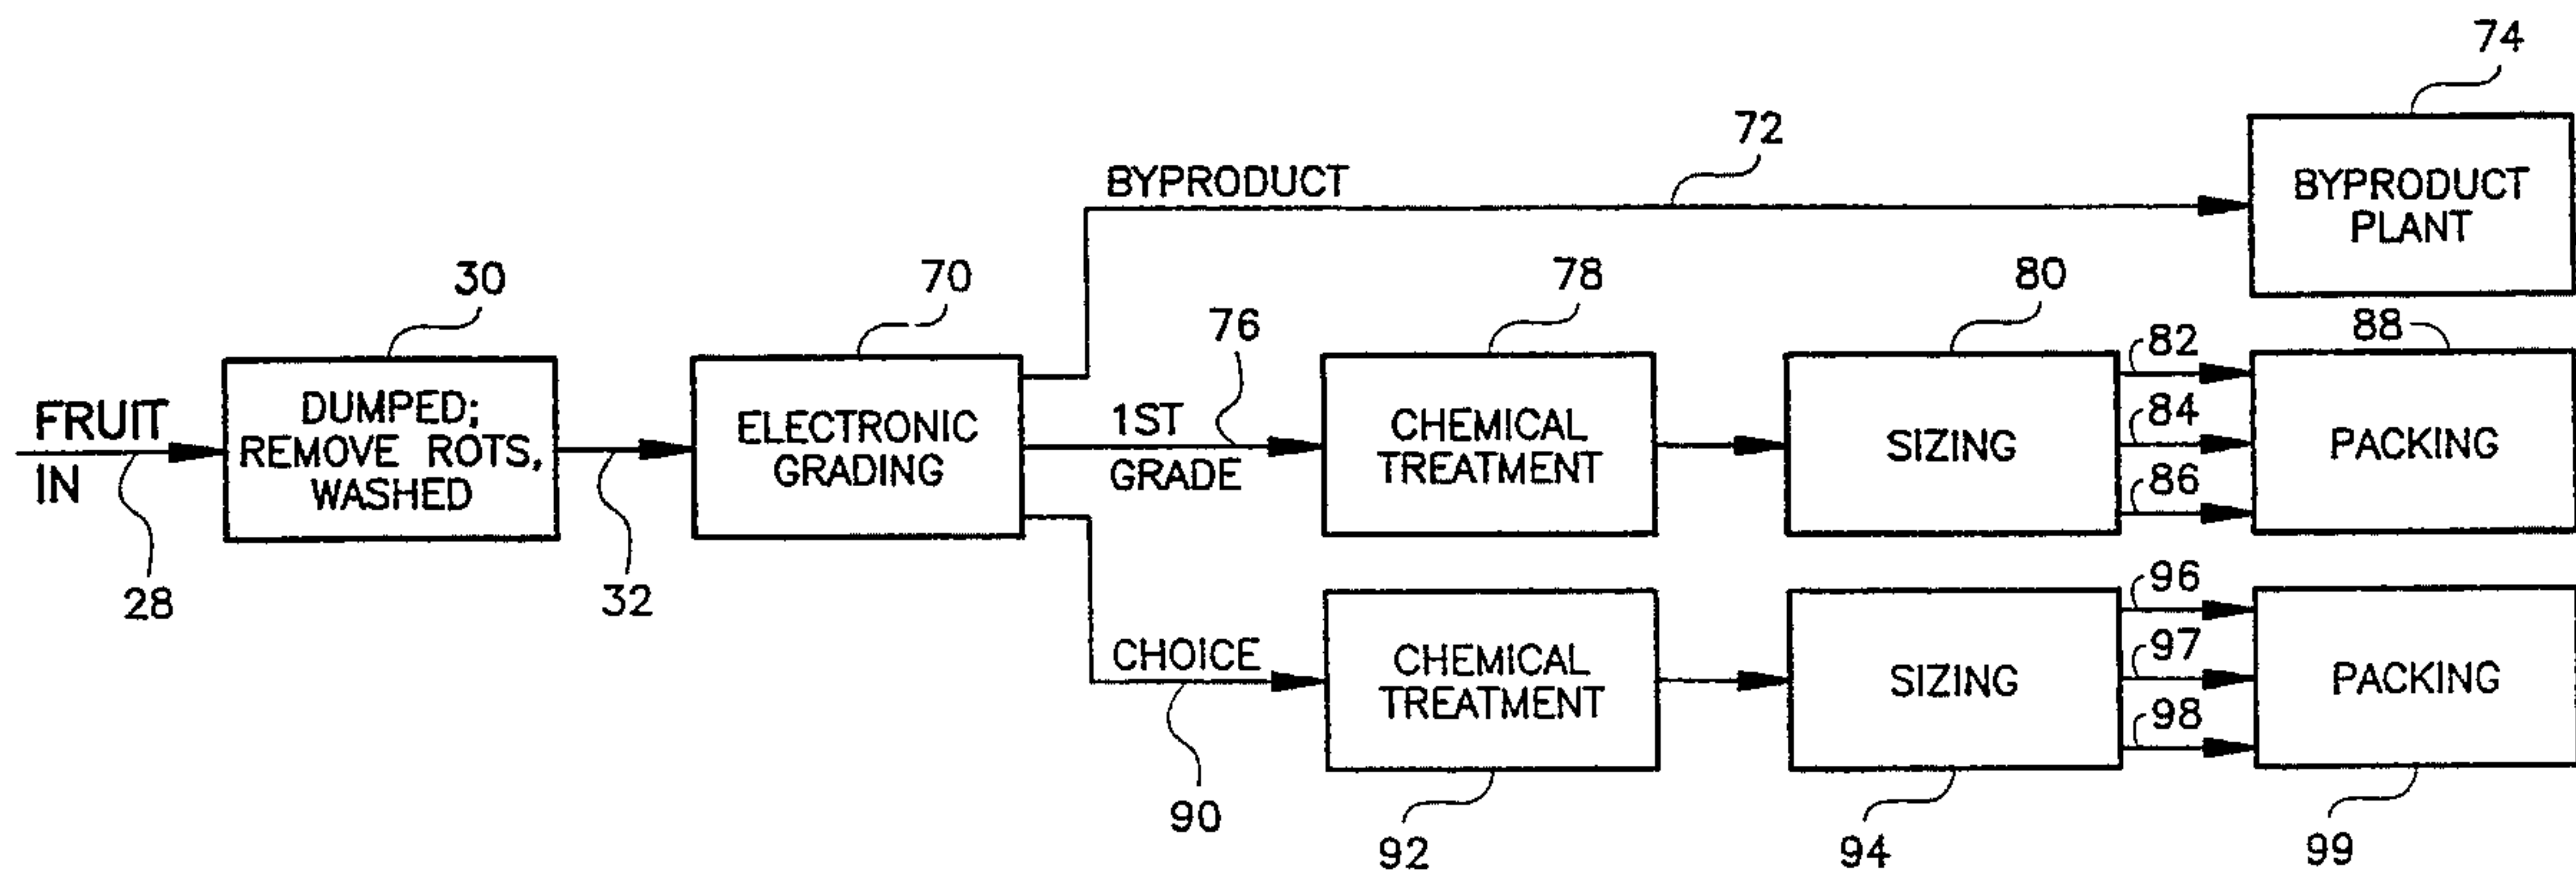 74
72
BYPRODUCT
BYPRODUCT
PLANT
30
70
76
78
80
88
82
84
86
FRUIT
IN
28
DUMPED;
REMOVE ROTS,
WASHED
32
ELECTRONIC
GRADING
1ST
GRADE
CHEMICAL
TREATMENT
SIZING
PACKING
CHOICE
90
CHEMICAL
TREATMENT
92
SIZING
94
96
97
98
PACKING
99